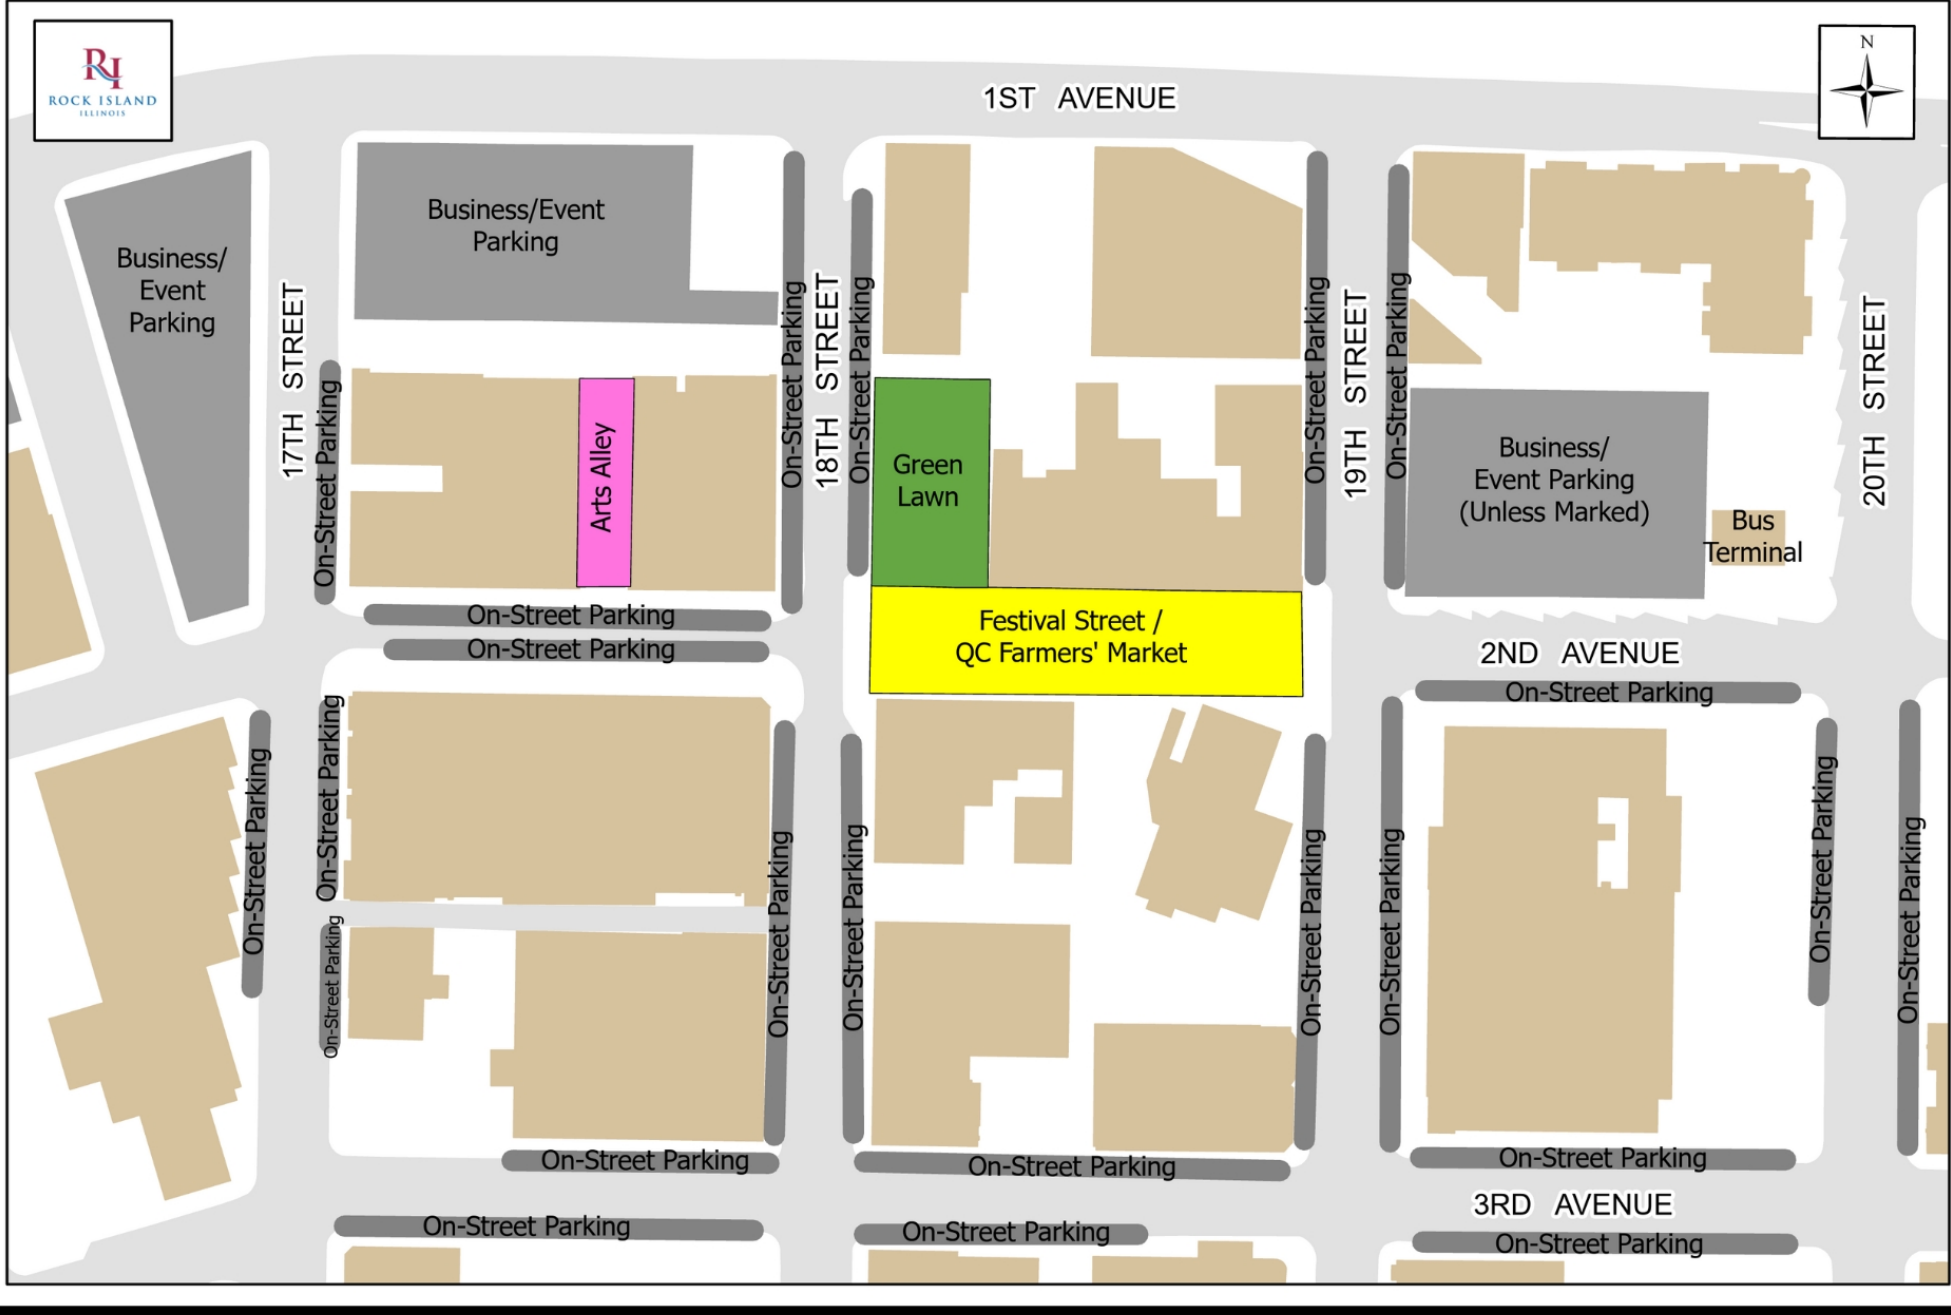 RI
ROCK ISLAND
ILLINOIS
N
1ST AVENUE
Business/
Event
Parking
Business/Event
Parking
17TH STREET
On-Street Parking
Arts Alley
On-Street Parking
18TH STREET
On-Street Parking
Green
Lawn
On-Street Parking
19TH STREET
On-Street Parking
Business/
Event Parking
(Unless Marked)
Bus
Terminal
20TH STREET
On-Street Parking
On-Street Parking
Festival Street /
QC Farmers' Market
2ND AVENUE
On-Street Parking
On-Street Parking
On-Street Parking
On-Street Parking
On-Street Parking
On-Street Parking
On-Street Parking
On-Street Parking
On-Street Parking
On-Street Parking
On-Street Parking
On-Street Parking
On-Street Parking
3RD AVENUE
On-Street Parking
On-Street Parking
On-Street Parking